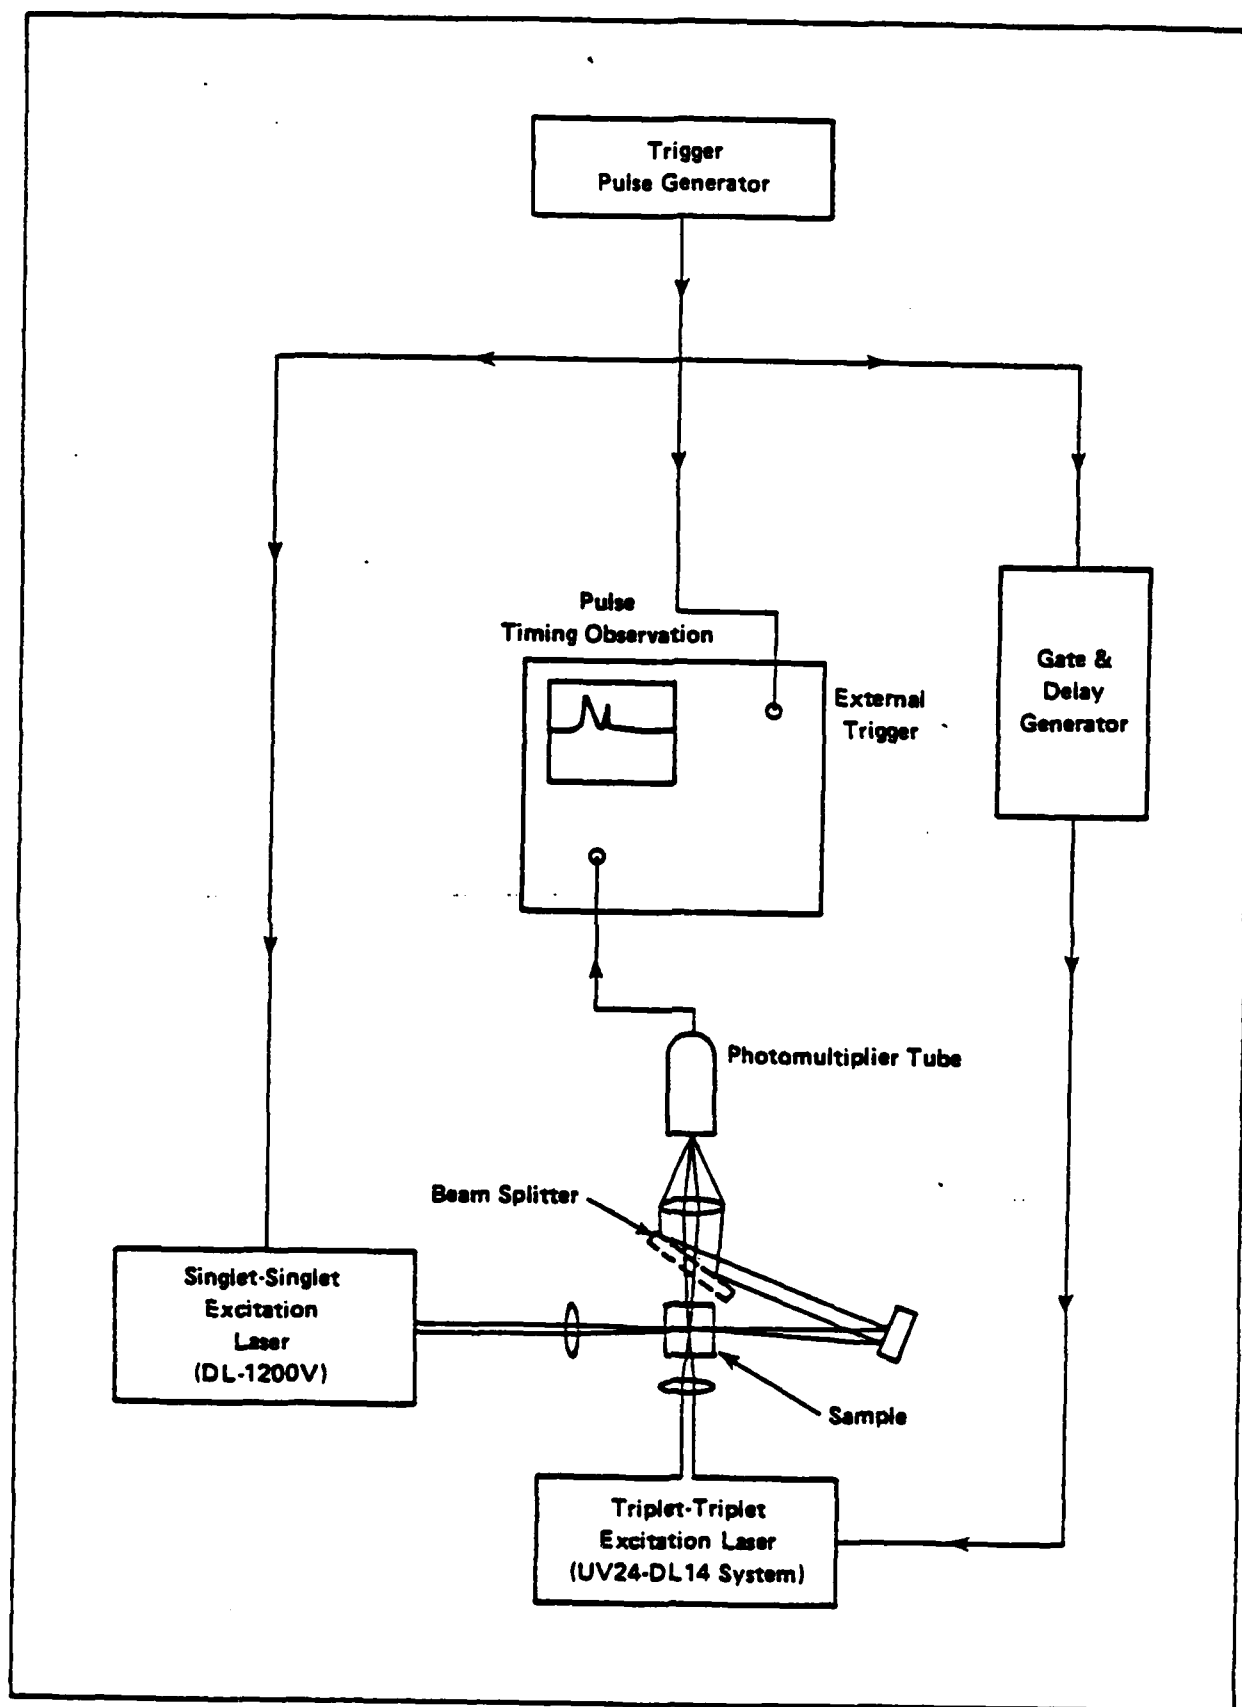 Trigger
Pulse Generator
Pulse
Timing Observation
External
Trigger
Gate &
Delay
Generator
Photomultiplier Tube
Beam Splitter
Singlet-Singlet
Excitation
Laser
(DL-1200V)
Sample
Triplet-Triplet
Excitation Laser
(UV24-DL14 System)